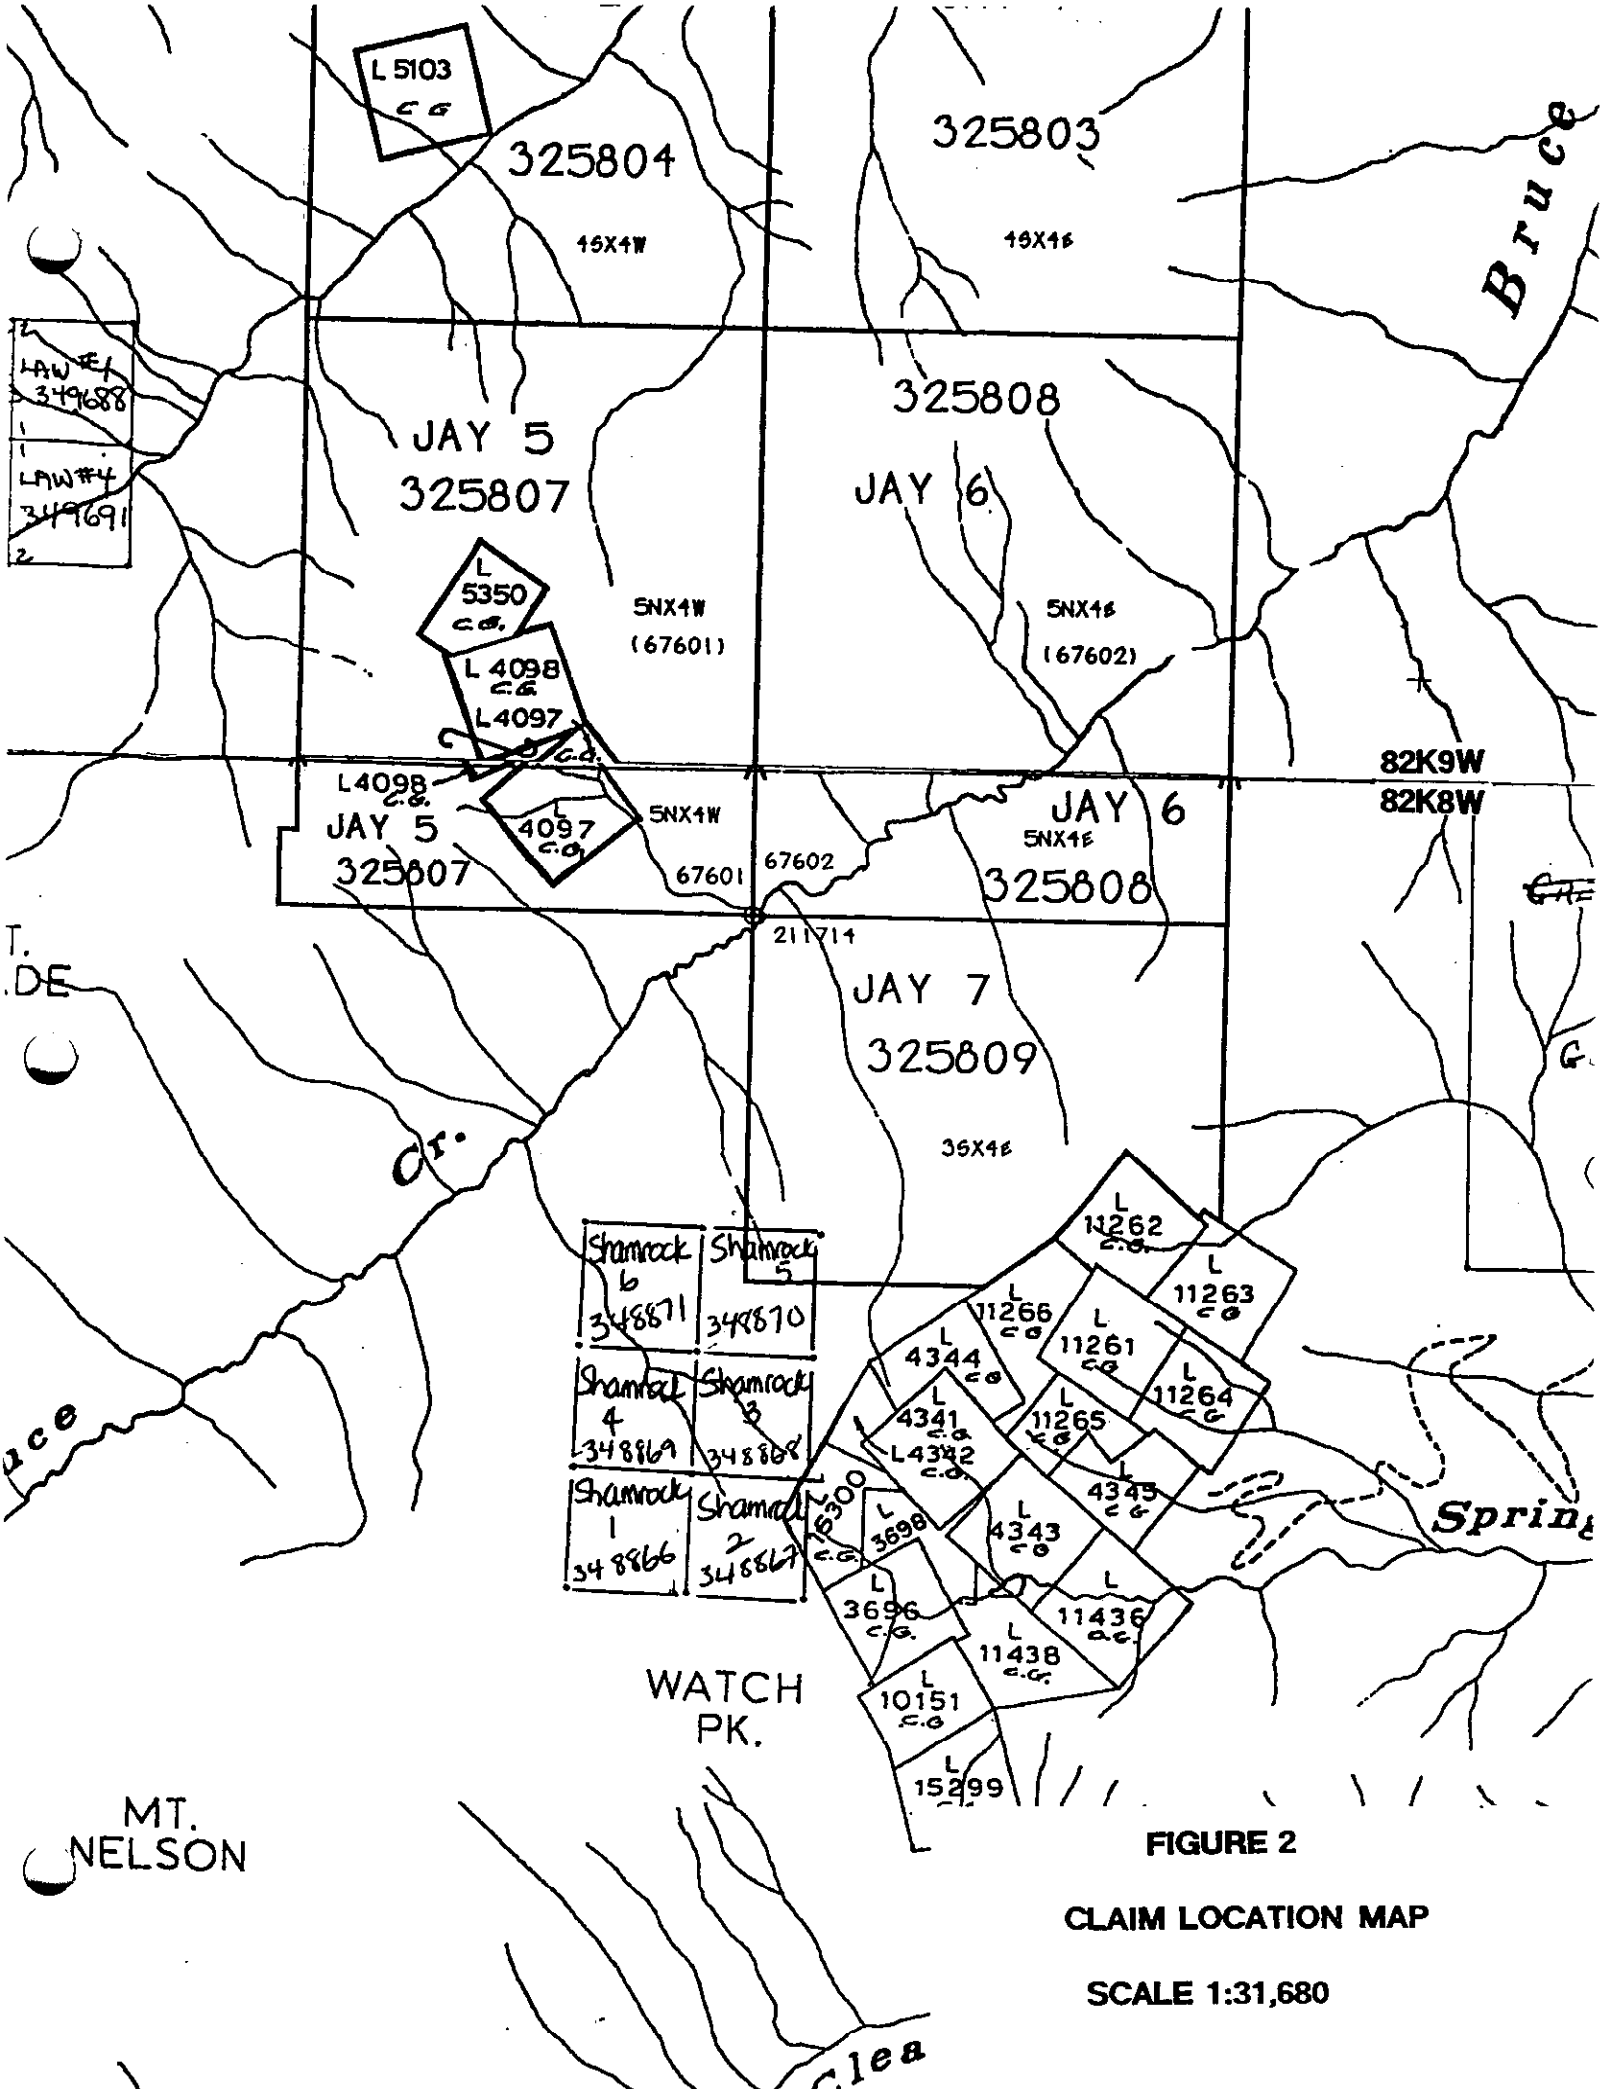 L 5103
C G
325804
4SX4W
325803
4SX4E
Bruce
LAW #1
349688
LAW #4
349691
2
JAY 5
325807
325808
JAY 6
L
5350
C.G.
5NX4W
(67601)
5NX4E
(67602)
L 4098
C.G.
L4097
C.G.
82K9W
82K8W
L4098
C.G.
JAY 5
325807
L
4097
C.G.
5NX4W
67601
67602
JAY 6
5NX4E
325808
211714
T.
DE
JAY 7
325809
3SX4E
G.
Cr.
Shamrock
6
348871
Shamrock
5
348870
Shamrock
4
348869
Shamrock
3
348868
Shamrock
1
348866
Shamrock
2
348867
L
11262
C.G.
L
11263
C G
L
11266
C G
L
11261
C G
L
11264
C G
L
4344
C G
L
11265
C G
L
4341
C.G.
L4342
C.G.
L
4345
C G
L
15300
C.G.
L
3698
L
4343
C G
L
3696
C.G.
L
11436
C.G.
L
11438
C.G.
L
10151
C.G
L
15299
uce
Spring
WATCH
PK.
MT.
NELSON
FIGURE 2
CLAIM LOCATION MAP
SCALE 1:31,680
Clea